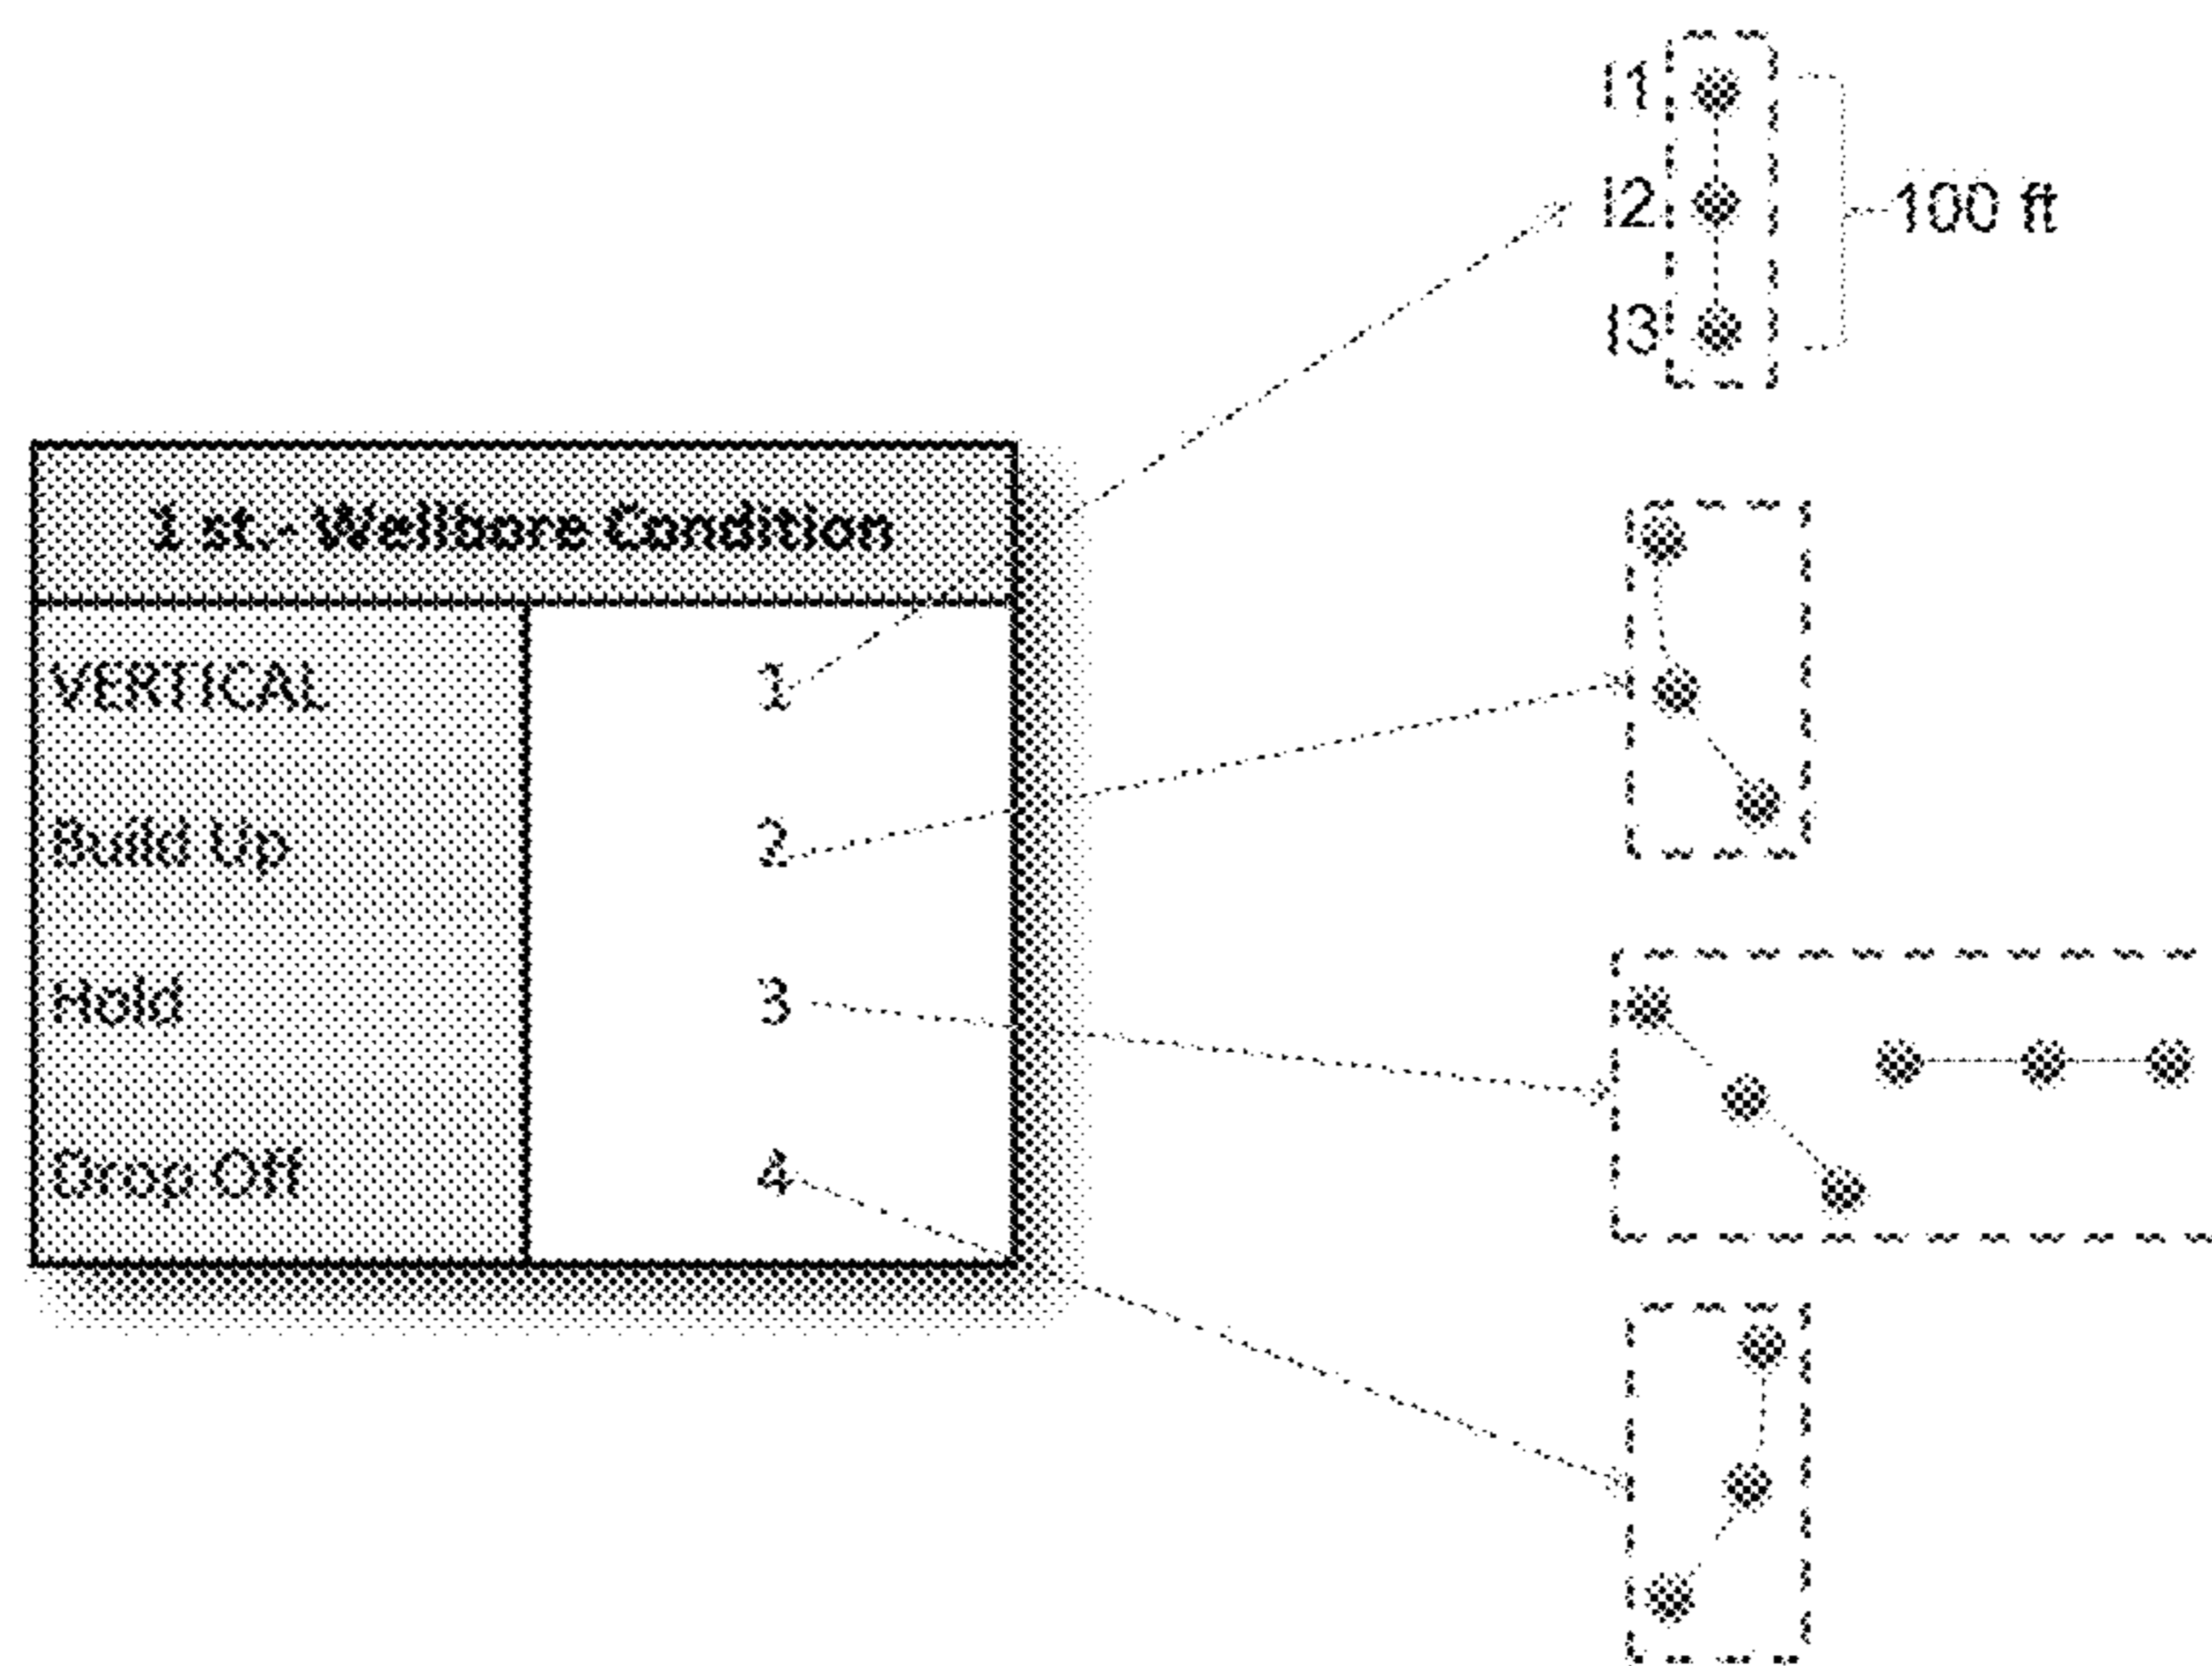 I1
I2
I3
100 ft
1 st.- Wellbore Condition
VERTICAL 1
Build Up 2
Hold 3
Drop Off 4